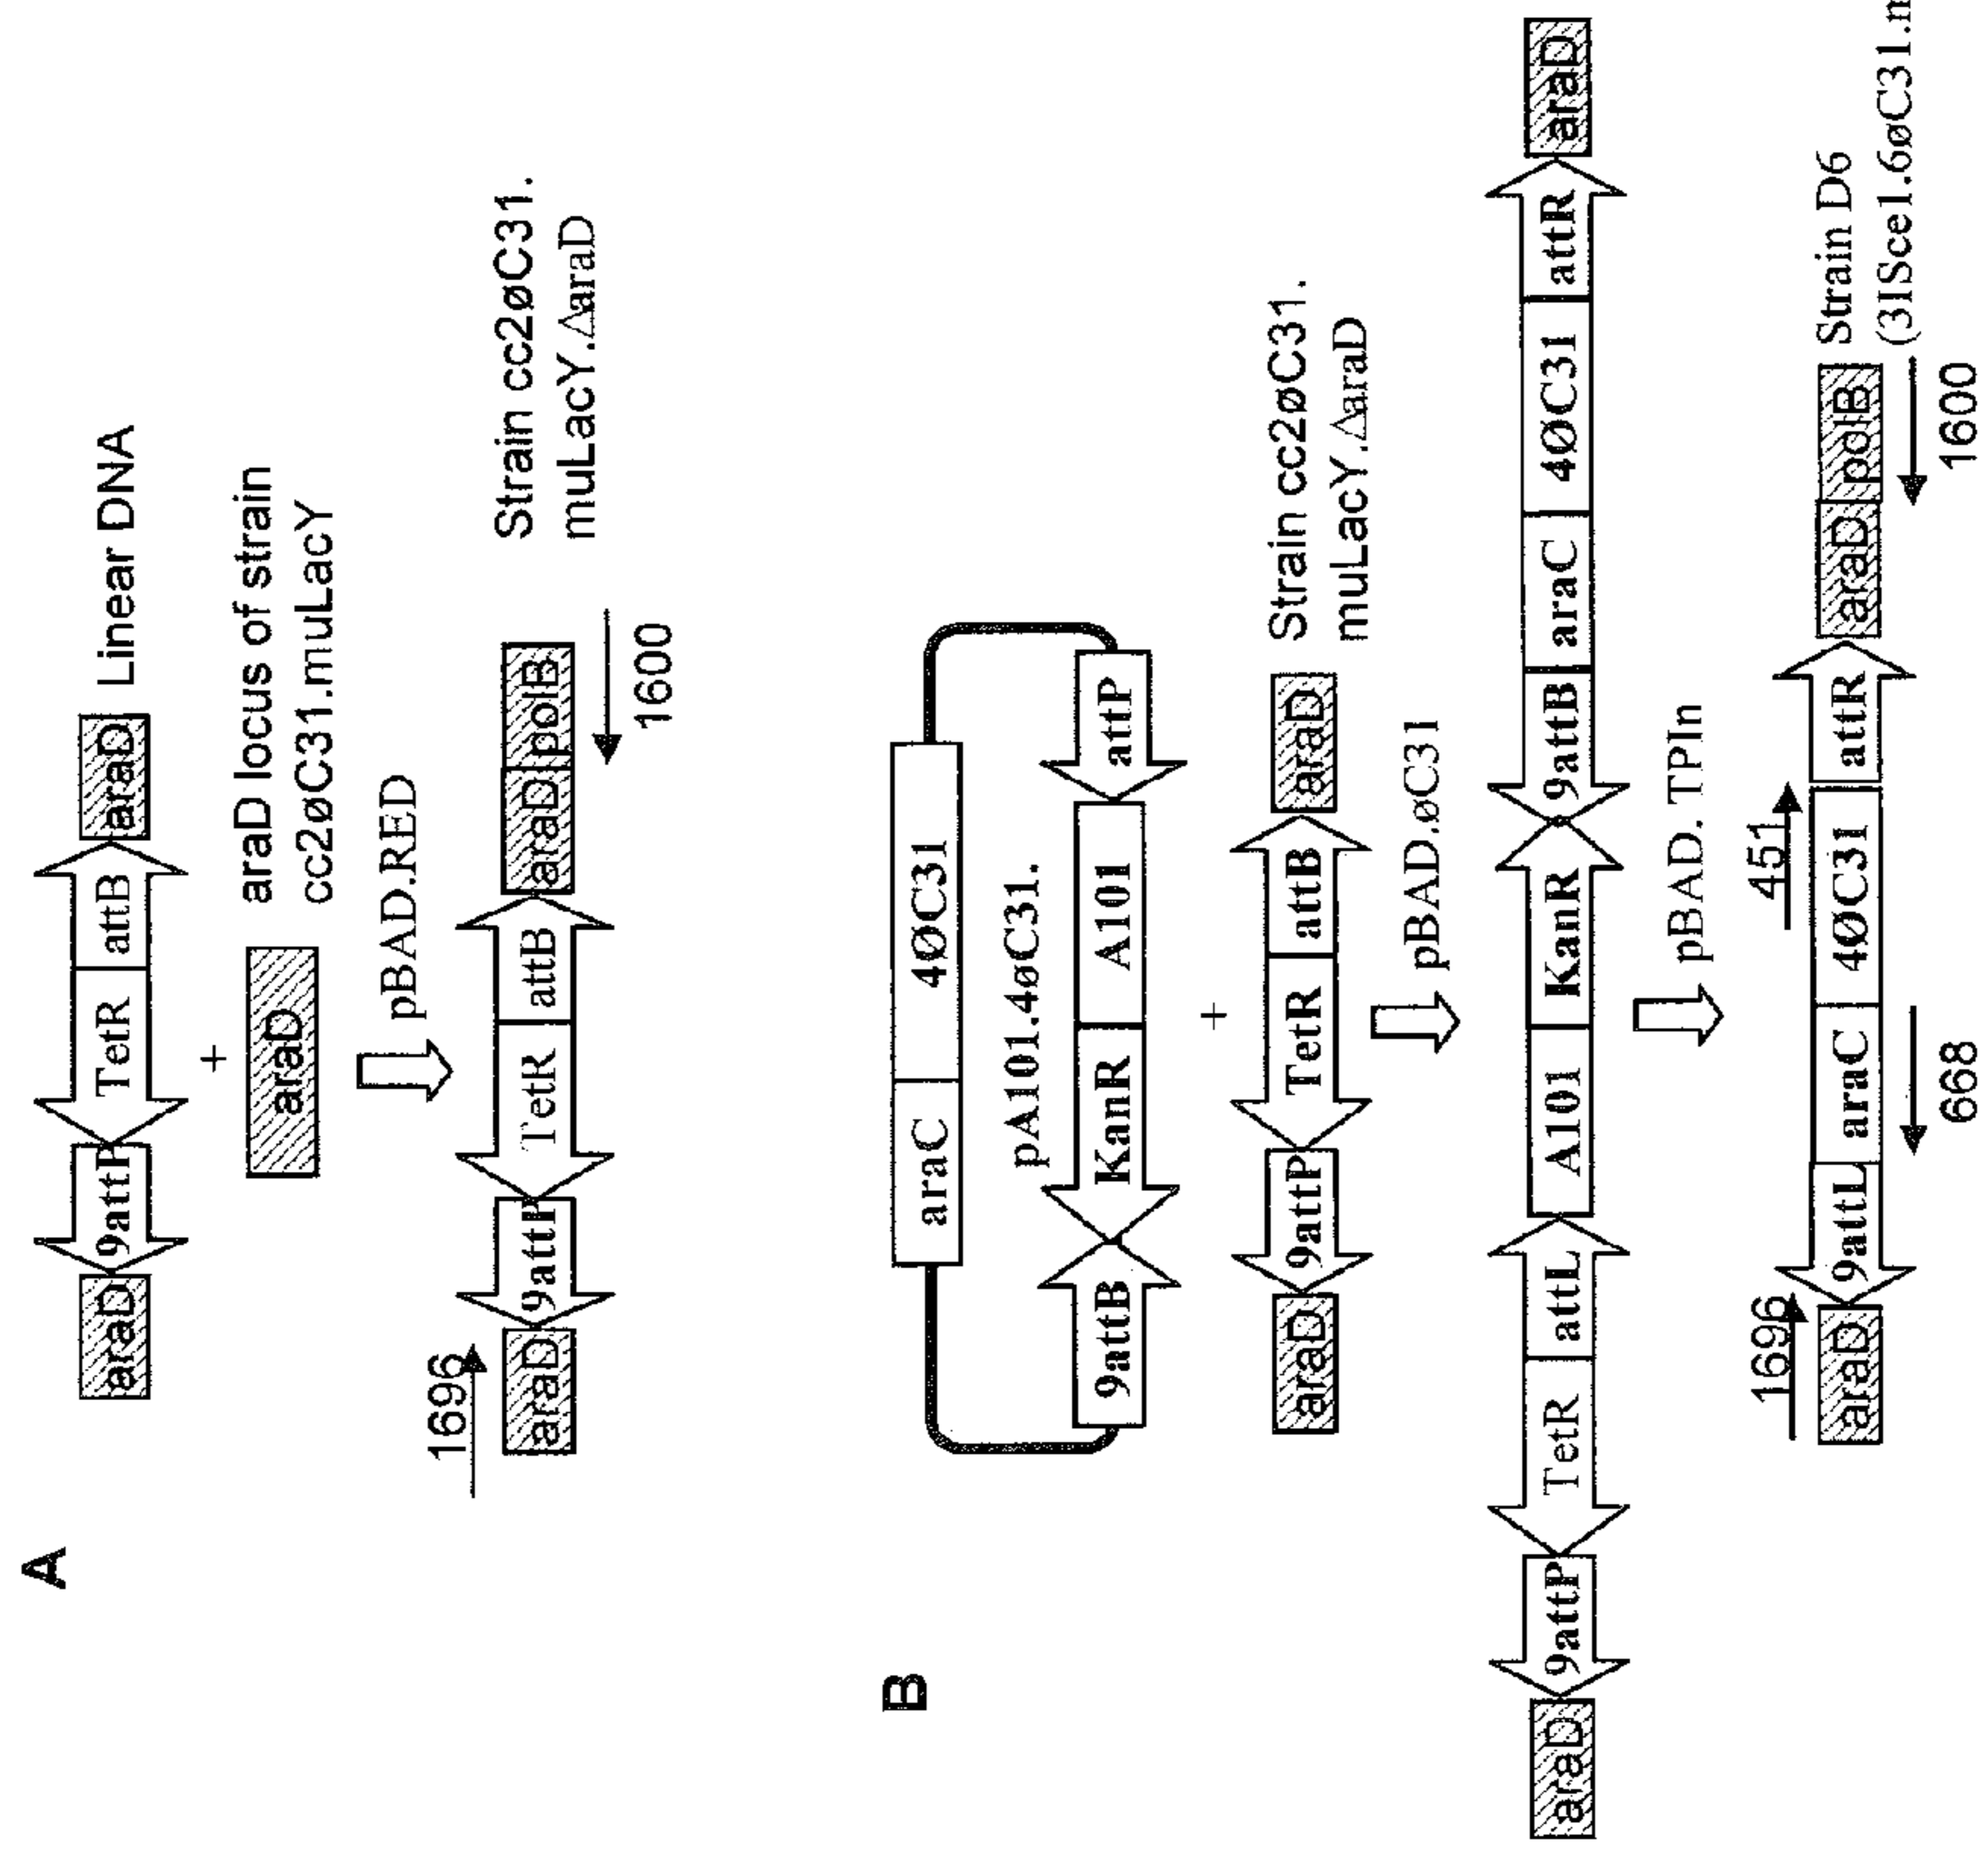 A
araD 9attP TetR attB araD Linear DNA
+
araD araD locus of strain
cc2øC31.muLacY
pBAD.RED
1696
araD 9attP TetR attB araD polB Strain cc2øC31.
muLacY.ΔaraD
1600
B
araC 4ØC31
pA101.4øC31.
9attB KanR A101 attP
+
araD 9attP TetR attB araD Strain cc2øC31.
muLacY.ΔaraD
pBAD.øC31
araD 9attP TetR attL A101 KanR 9attB araC 4ØC31 attR araD
pBAD. TPIn
1696 451
araD 9attL araC 4ØC31 attR araD polB Strain D6
668 1600 (3ISce1.6øC31.